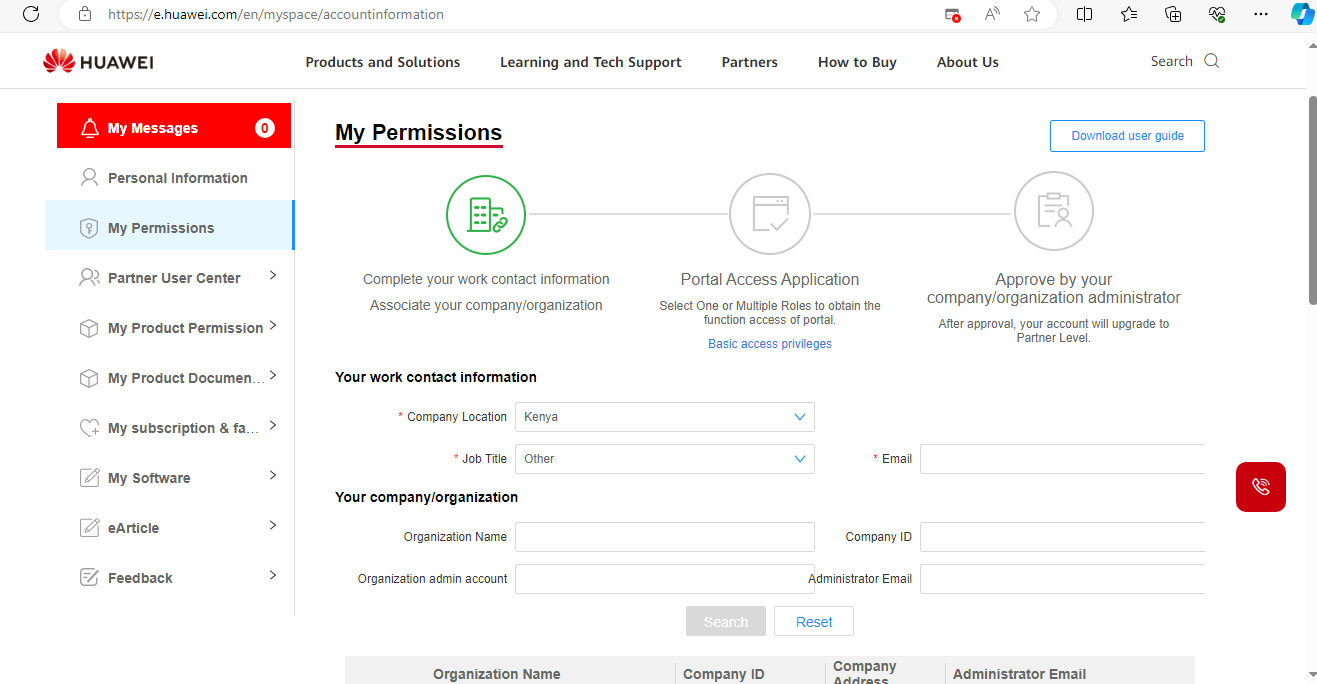 https://e.huawei.com/en/myspace/accountinformation
HUAWEI
Products and Solutions
Learning and Tech Support
Partners
How to Buy
About Us
Search
My Messages
0
Personal Information
My Permissions
Partner User Center
My Product Permission
My Product Documen...
My subscription & fa...
My Software
eArticle
Feedback
My Permissions
Download user guide
Complete your work contact information
Associate your company/organization
Portal Access Application
Select One or Multiple Roles to obtain the
function access of portal.
Basic access privileges
Approve by your
company/organization administrator
After approval, your account will upgrade to
Partner Level.
Your work contact information
* Company Location
Kenya
* Job Title
Other
* Email
Your company/organization
Organization Name
Company ID
Organization admin account
Administrator Email
Search
Reset
Organization Name
Company ID
Company
Address
Administrator Email